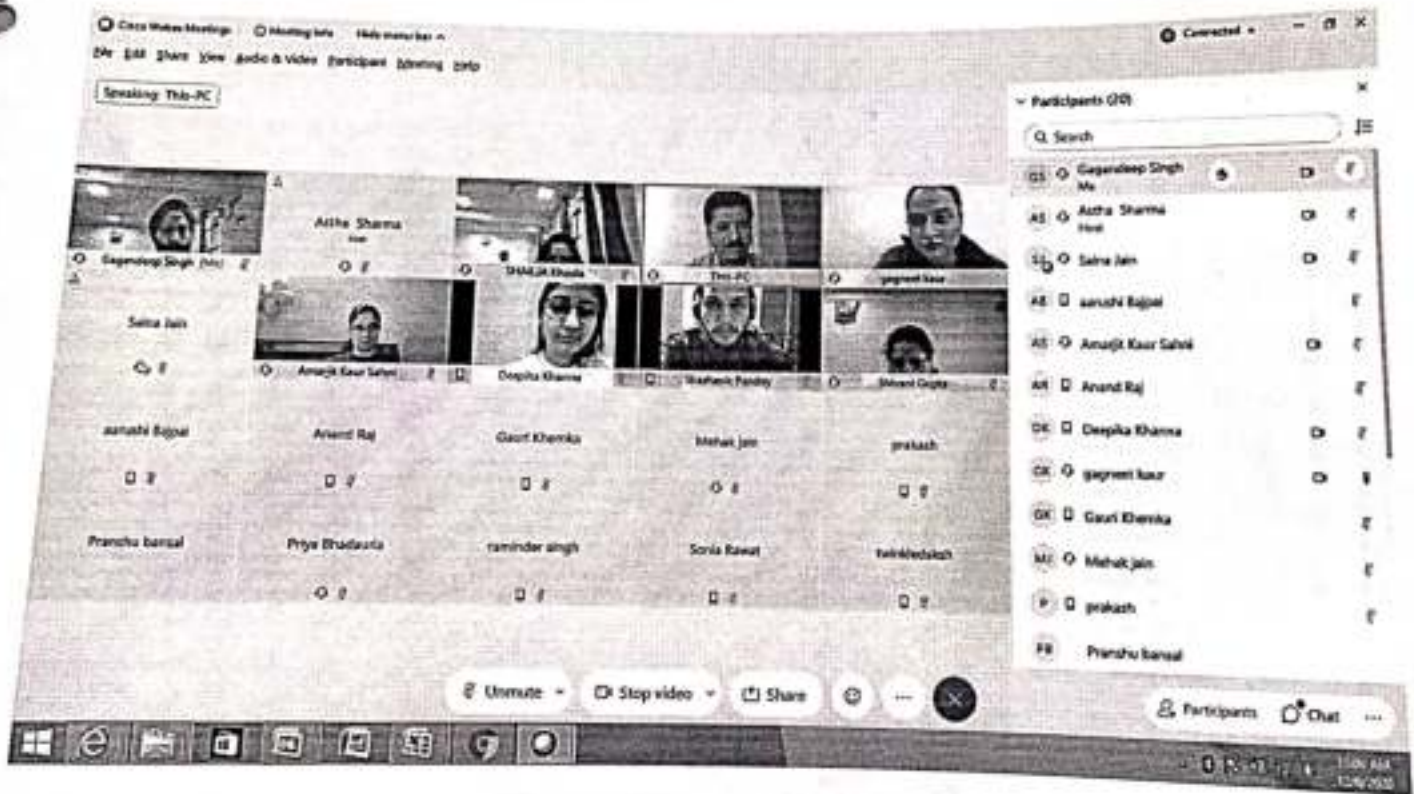 Cisco Webex Meetings Meeting Info Hide menu bar
File Edit Share View Audio & Video Participant Meeting Help
Connected
Speaking: This-PC
Gagandeep Singh (Me)
Astha Sharma
Host
SHAILJA Khosla
This-PC
gagneet kaur
Saina Jain
Amarjit Kaur Sahni
Deepika Khanna
Shashank Pandey
Shivani Gupta
aarushi Bajpai
Anand Raj
Gauri Khemka
Mehak jain
prakash
Pranshu bansal
Priya Bhadauria
raminder singh
Sonia Rawat
twinkledaksh
Unmute
Stop video
Share
Participants (20)
Search
GS Gagandeep Singh
Me
AS Astha Sharma
Host
SJ Saina Jain
AB aarushi Bajpai
AS Amarjit Kaur Sahni
AR Anand Raj
DK Deepika Khanna
GK gagneet kaur
GK Gauri Khemka
MJ Mehak jain
P prakash
PB Pranshu bansal
Participants Chat